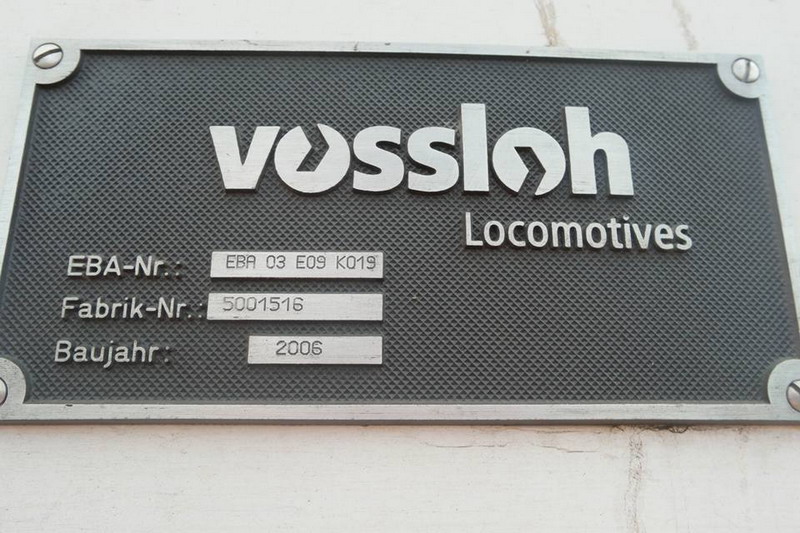 vossloh
Locomotives
EBA-Nr.: EBA 03 E09 K019
Fabrik-Nr.: 5001516
Baujahr: 2006